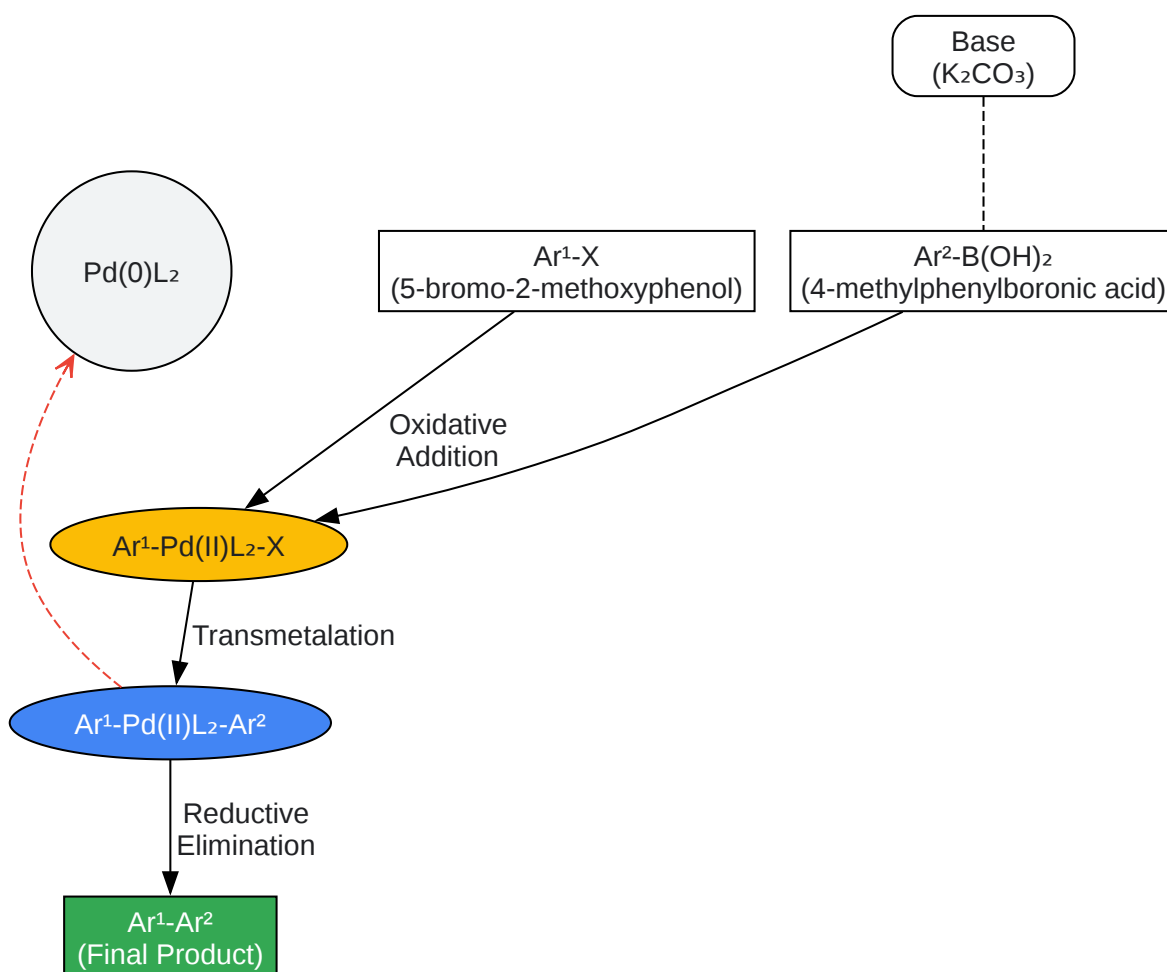 Base
(K₂CO₃)
Pd(0)L₂
Ar¹-X
(5-bromo-2-methoxyphenol)
Ar²-B(OH)₂
(4-methylphenylboronic acid)
Oxidative
Addition
Ar¹-Pd(II)L₂-X
Transmetalation
Ar¹-Pd(II)L₂-Ar²
Reductive
Elimination
Ar¹-Ar²
(Final Product)